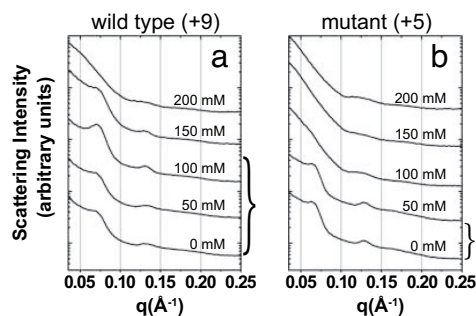 wild type (+9)
mutant (+5)
Scattering Intensity
(arbitrary units)
a
200 mM
150 mM
100 mM
50 mM
0 mM
0.05 0.10 0.15 0.20 0.25
q(Å⁻¹)
b
200 mM
150 mM
100 mM
50 mM
0 mM
0.05 0.10 0.15 0.20 0.25
q(Å⁻¹)